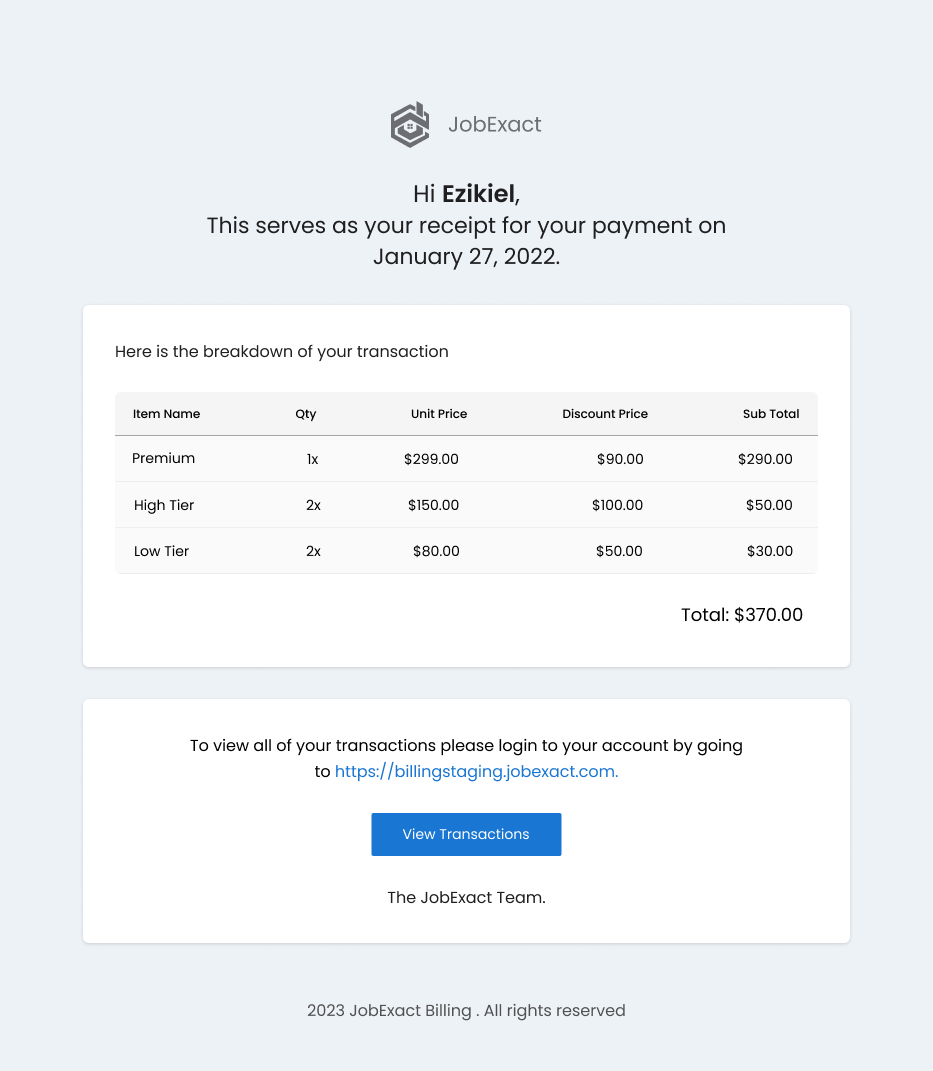 JobExact
Hi Ezikiel,
This serves as your receipt for your payment on
January 27, 2022.
Here is the breakdown of your transaction
Item Name Qty Unit Price Discount Price Sub Total
Premium 1x $299.00 $90.00 $290.00
High Tier 2x $150.00 $100.00 $50.00
Low Tier 2x $80.00 $50.00 $30.00
Total: $370.00
To view all of your transactions please login to your account by going
to https://billingstaging.jobexact.com.
View Transactions
The JobExact Team.
2023 JobExact Billing . All rights reserved